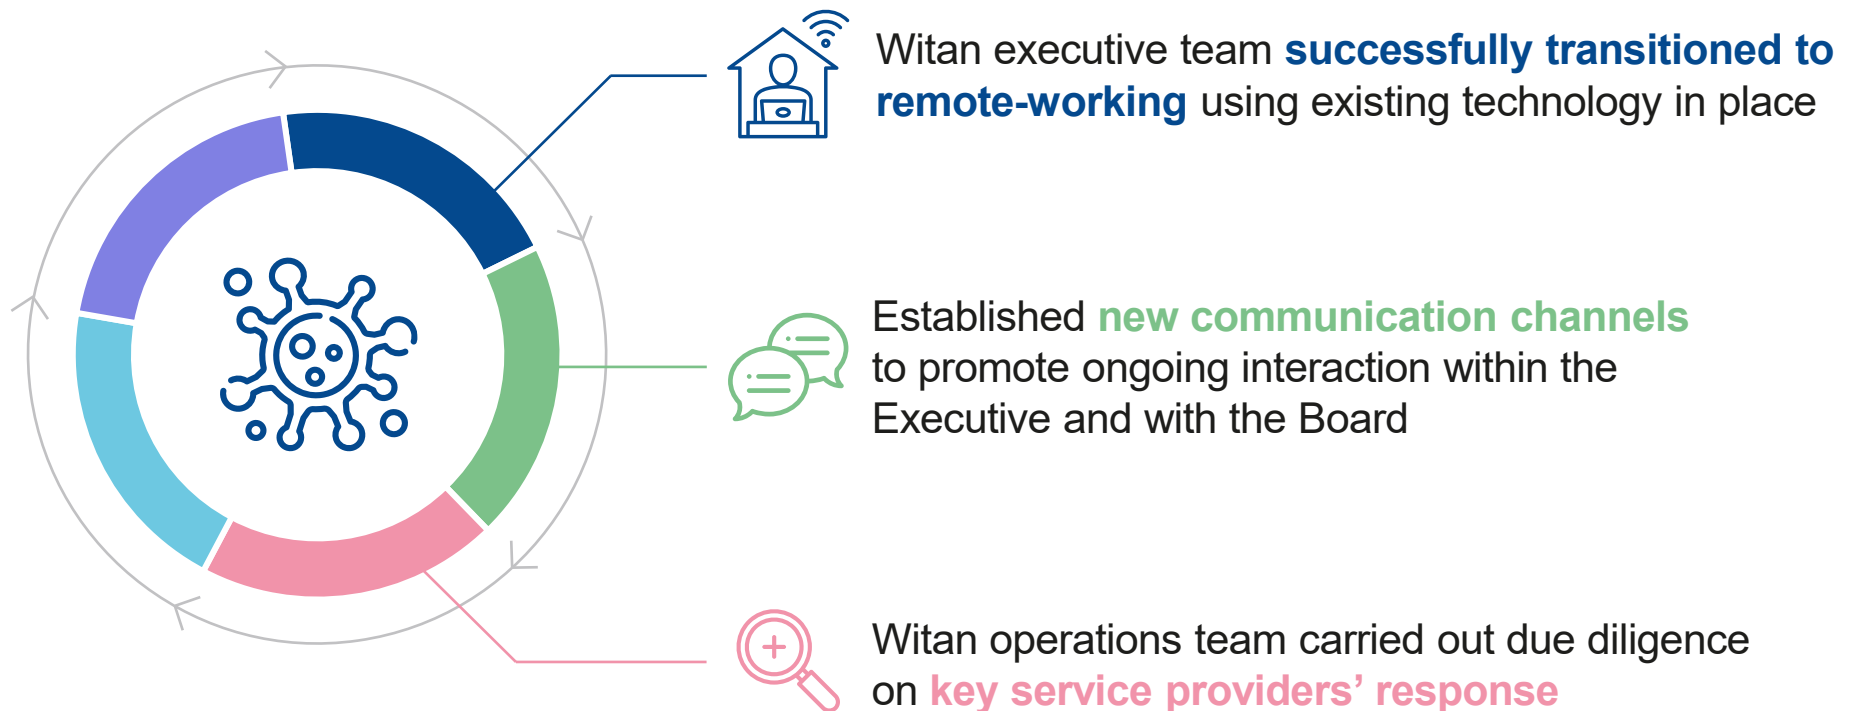 Witan executive team successfully transitioned to
remote-working using existing technology in place
Established new communication channels
to promote ongoing interaction within the
Executive and with the Board
Witan operations team carried out due diligence
on key service providers’ response